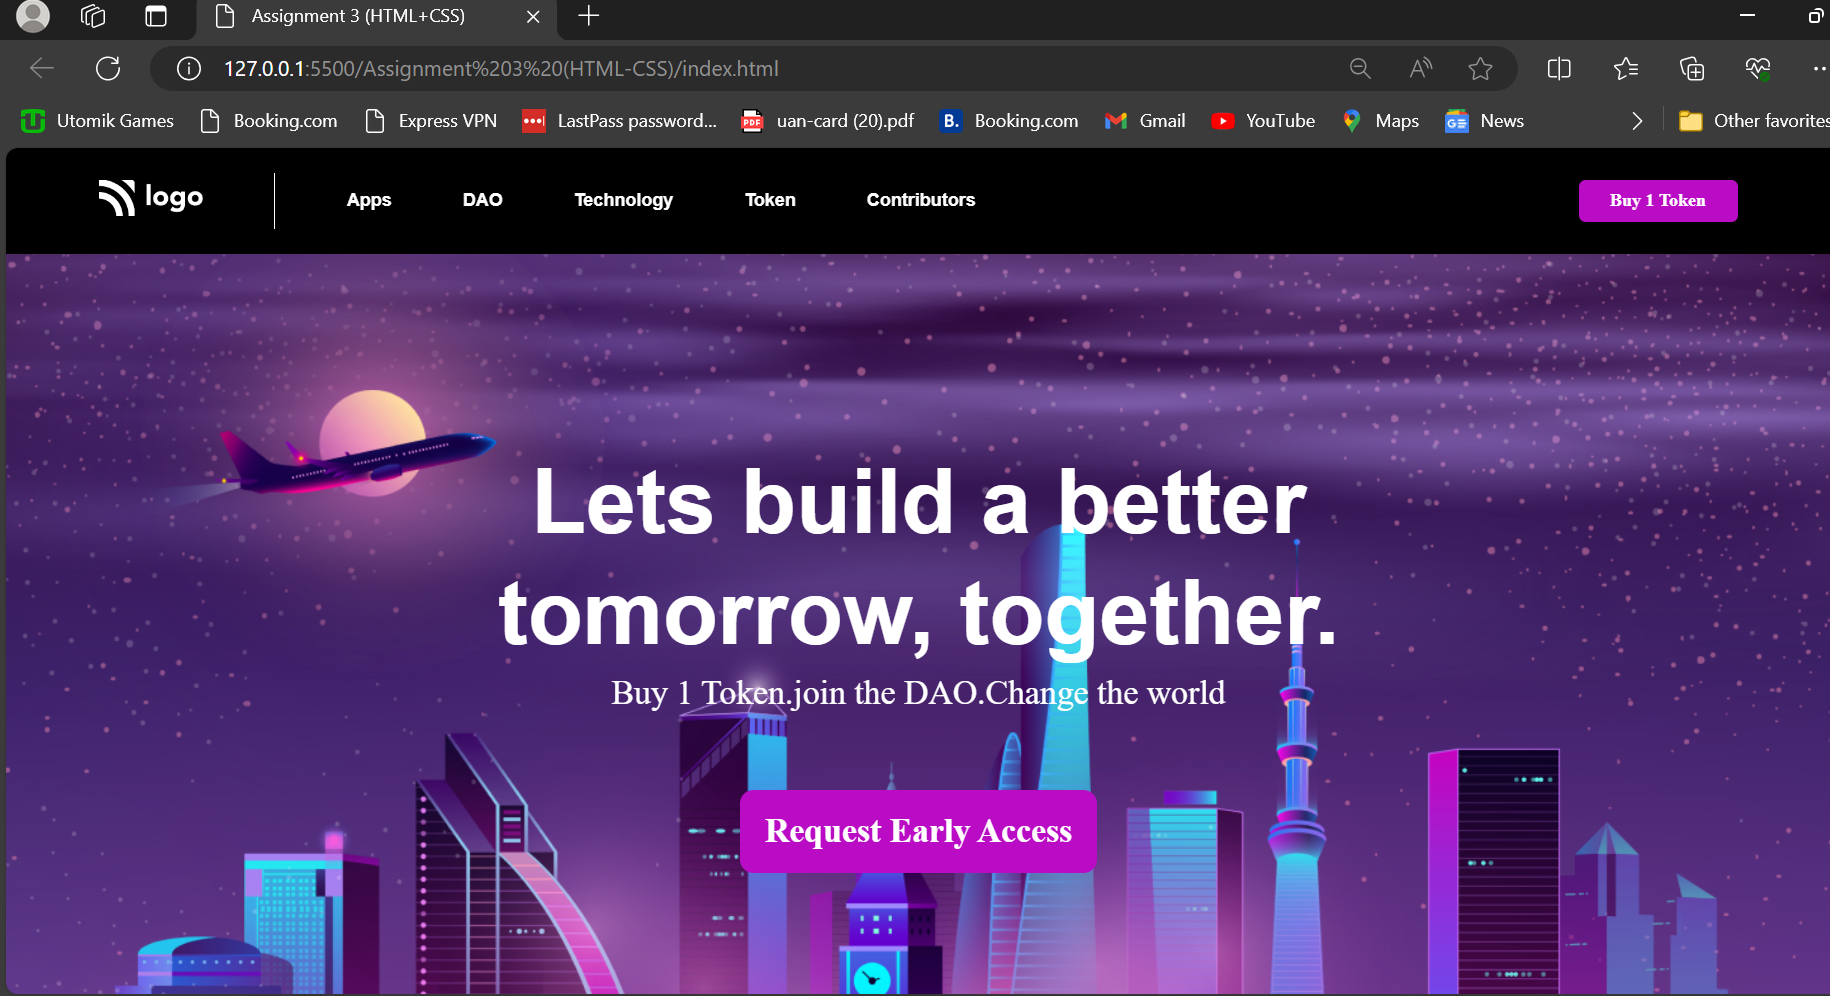 Assignment 3 (HTML+CSS)
127.0.0.1:5500/Assignment%203%20(HTML-CSS)/index.html
Utomik Games Booking.com Express VPN LastPass password... uan-card (20).pdf Booking.com Gmail YouTube Maps News Other favorites
logo Apps DAO Technology Token Contributors Buy 1 Token
Lets build a better
tomorrow, together.
Buy 1 Token.join the DAO.Change the world
Request Early Access